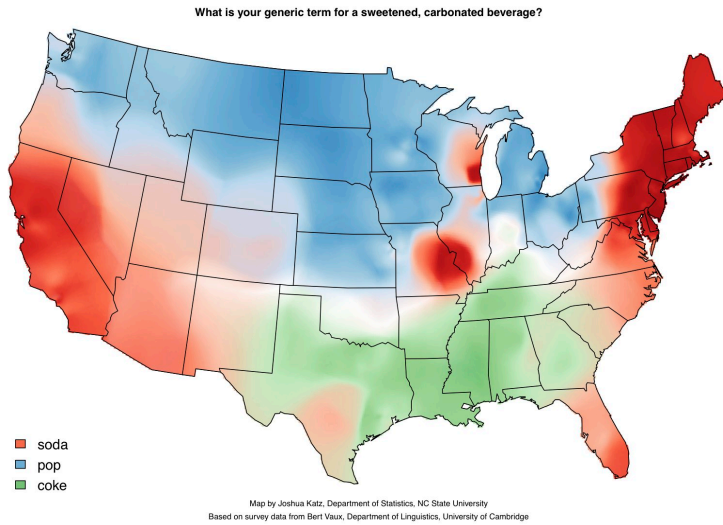 What is your generic term for a sweetened, carbonated beverage?
soda
pop
coke
Map by Joshua Katz, Department of Statistics, NC State University
Based on survey data from Bert Vaux, Department of Linguistics, University of Cambridge